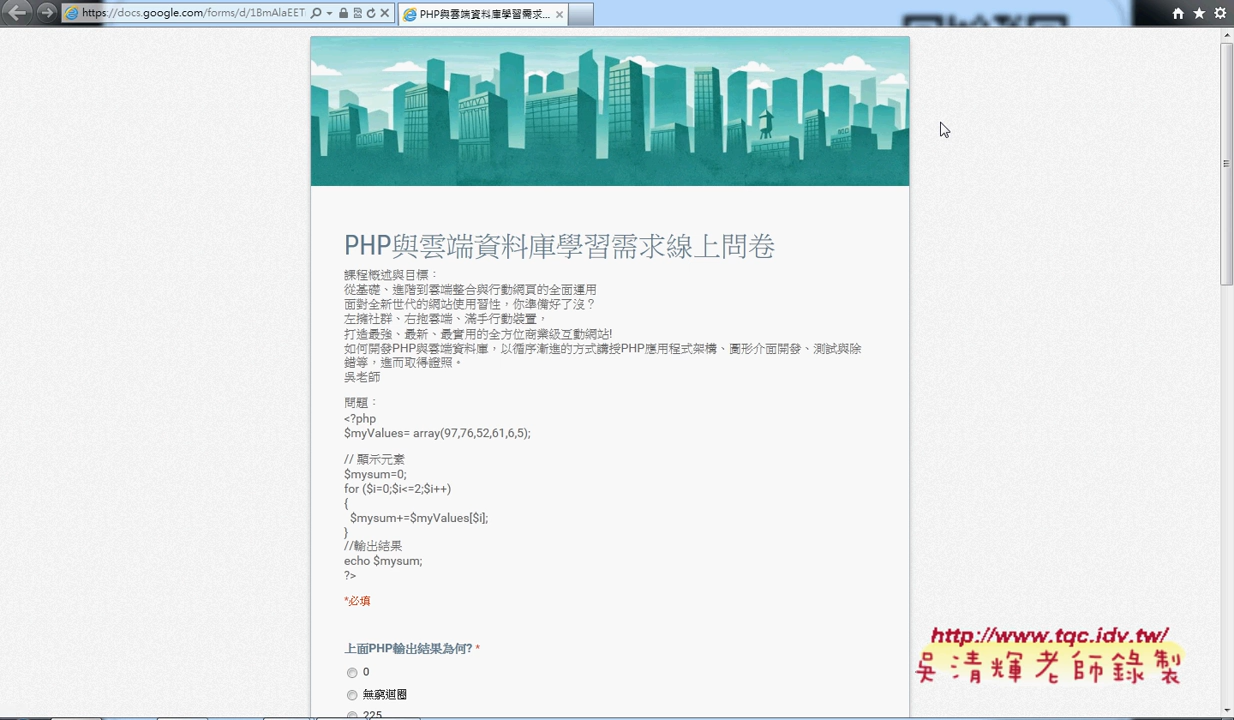 https://docs.google.com/forms/d/1BmAlaEET
PHP與雲端資料庫學習需求...
PHP與雲端資料庫學習需求線上問卷
課程概述與目標：
從基礎、進階到雲端整合與行動網頁的全面運用
面對全新世代的網站使用習性，你準備好了沒？
左擁社群、右抱雲端、滿手行動裝置，
打造最強、最新、最實用的全方位商業級互動網站!
如何開發PHP與雲端資料庫，以循序漸進的方式講授PHP應用程式架構、圖形介面開發、測試與除
錯等，進而取得證照。
吳老師
問題：
<?php
$myValues= array(97,76,52,61,6,5);
// 顯示元素
$mysum=0;
for ($i=0;$i<=2;$i++)
{
$mysum+=$myValues[$i];
}
//輸出結果
echo $mysum;
?>
*必填
上面PHP輸出結果為何? *
0
無窮迴圈
225
http://www.tqc.idv.tw/
吳清輝老師錄製